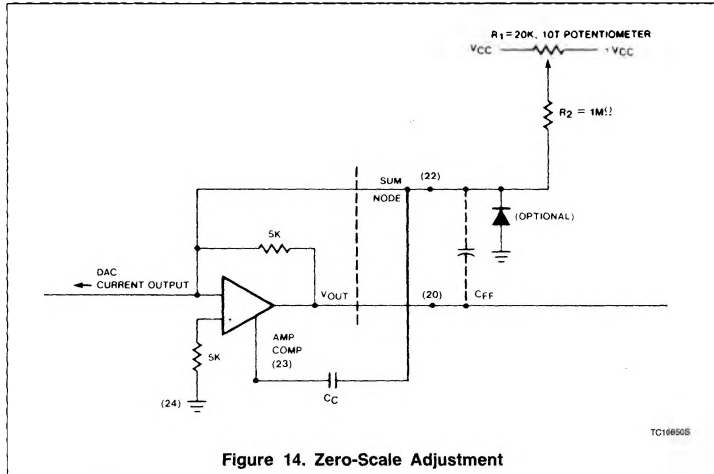 R1 = 20K, 10T POTENTIOMETER
VCC
+VCC
R2 = 1MΩ
SUM
(22)
NODE
(OPTIONAL)
5K
DAC
CURRENT OUTPUT
VOUT
(20)
CFF
+
AMP
COMP
(23)
5K
CC
(24)
TC16850S
Figure 14. Zero-Scale Adjustment